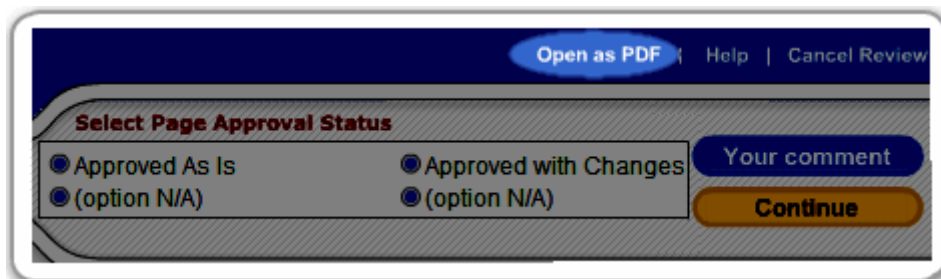 Open as PDF | Help | Cancel Review
Select Page Approval Status
Approved As Is Approved with Changes Your comment
(option N/A) (option N/A) Continue